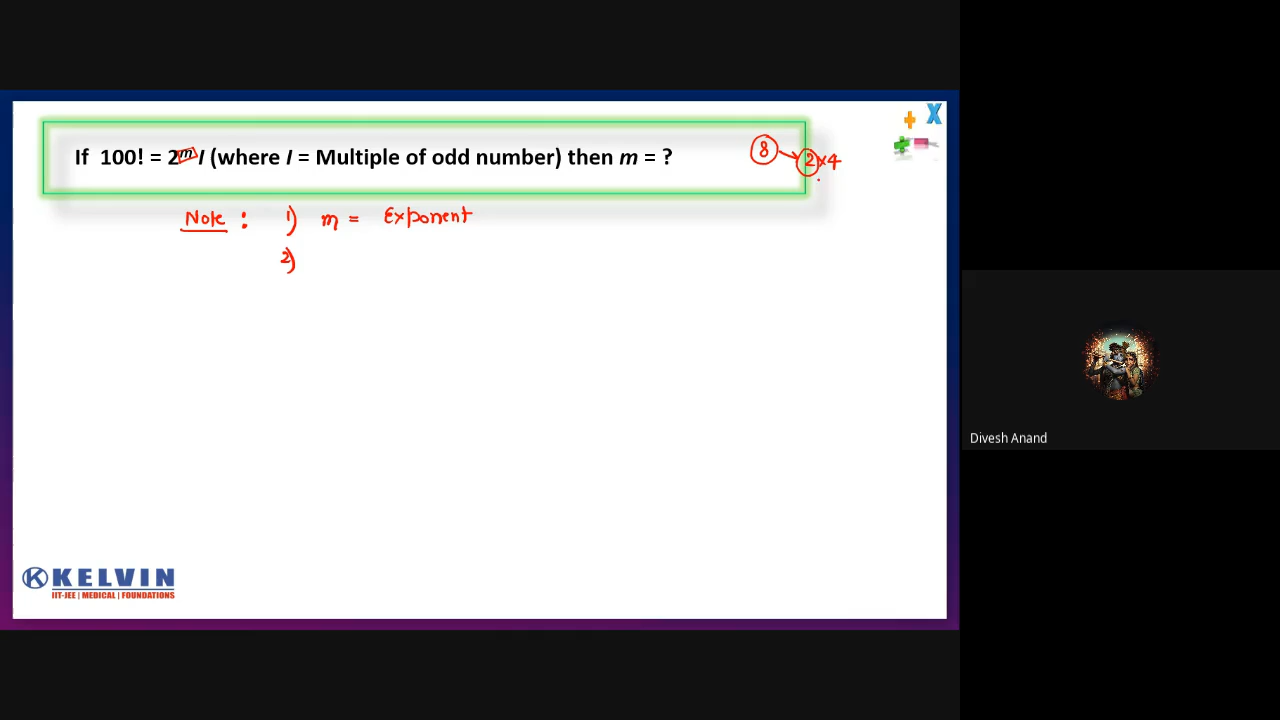 If 100! = 2^m I (where I = Multiple of odd number) then m = ?
8 → 2×4
Note : 1) m = Exponent
2)
Divesh Anand
KELVIN
IIT-JEE | MEDICAL | FOUNDATIONS